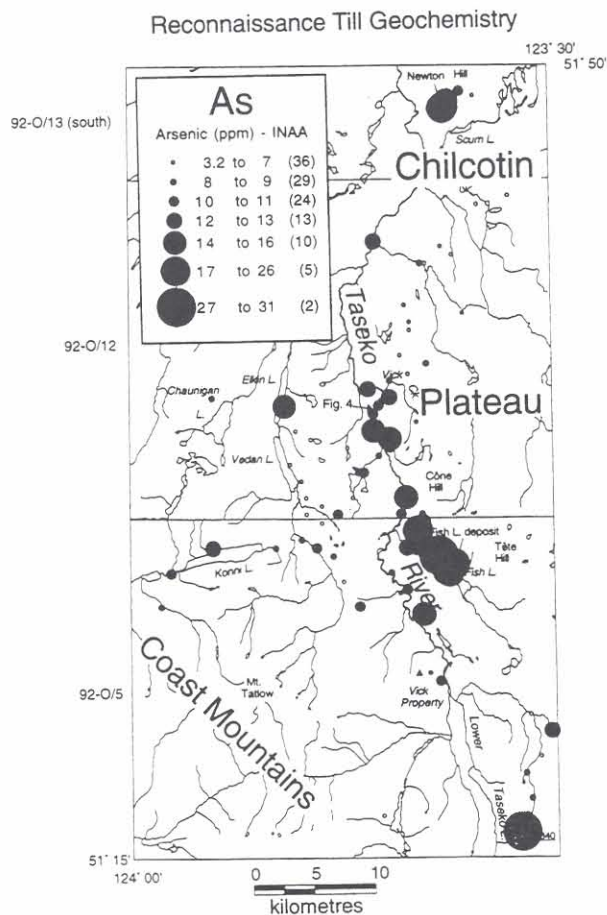 Reconnaissance Till Geochemistry
123° 30'
51° 50'
92-O/13 (south)
As
Arsenic (ppm) - INAA
3.2 to 7 (36)
8 to 9 (29)
10 to 11 (24)
12 to 13 (13)
14 to 16 (10)
17 to 26 (5)
27 to 31 (2)
Newton Hill
Scum L.
Chilcotin
Taseko
92-O/12
Elkin L.
Chaunigan L.
Vick
Ck
Fig. 4
Plateau
Vedan L.
Cône Hill
Fish L. deposit
Tête Hill
Fish L.
Konni L.
River
Coast Mountains
Mt. Tatlow
92-O/5
Vick Property
Lower
Taseko L.
51° 15'
124° 00'
0 5 10
kilometres